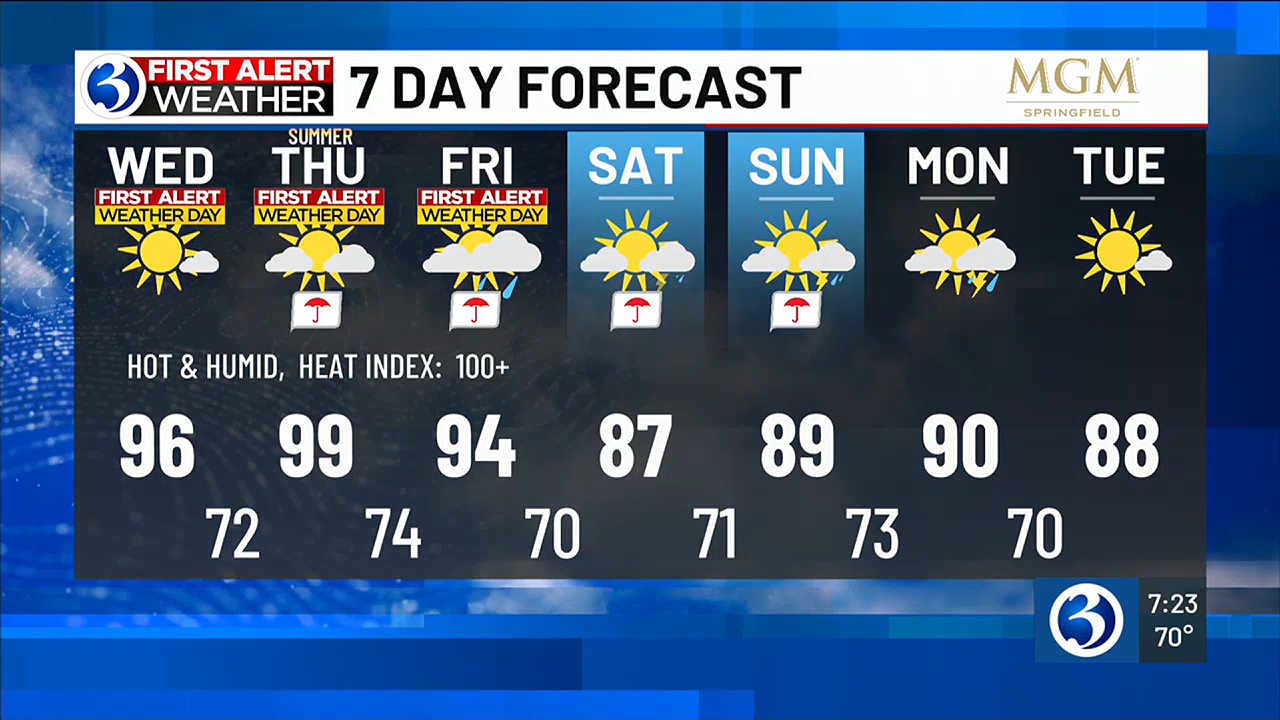 3 FIRST ALERT
WEATHER
7 DAY FORECAST
MGM
SPRINGFIELD
SUMMER
WED THU FRI SAT SUN MON TUE
FIRST ALERT FIRST ALERT FIRST ALERT
WEATHER DAY WEATHER DAY WEATHER DAY
HOT & HUMID, HEAT INDEX: 100+
96 99 94 87 89 90 88
72 74 70 71 73 70
3 7:23
70°